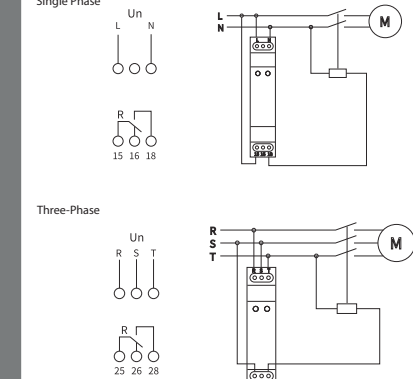 Single Phase
Un
L N
R
15 16 18
L
N
M
Three-Phase
Un
R S T
R
25 26 28
R
S
T
M